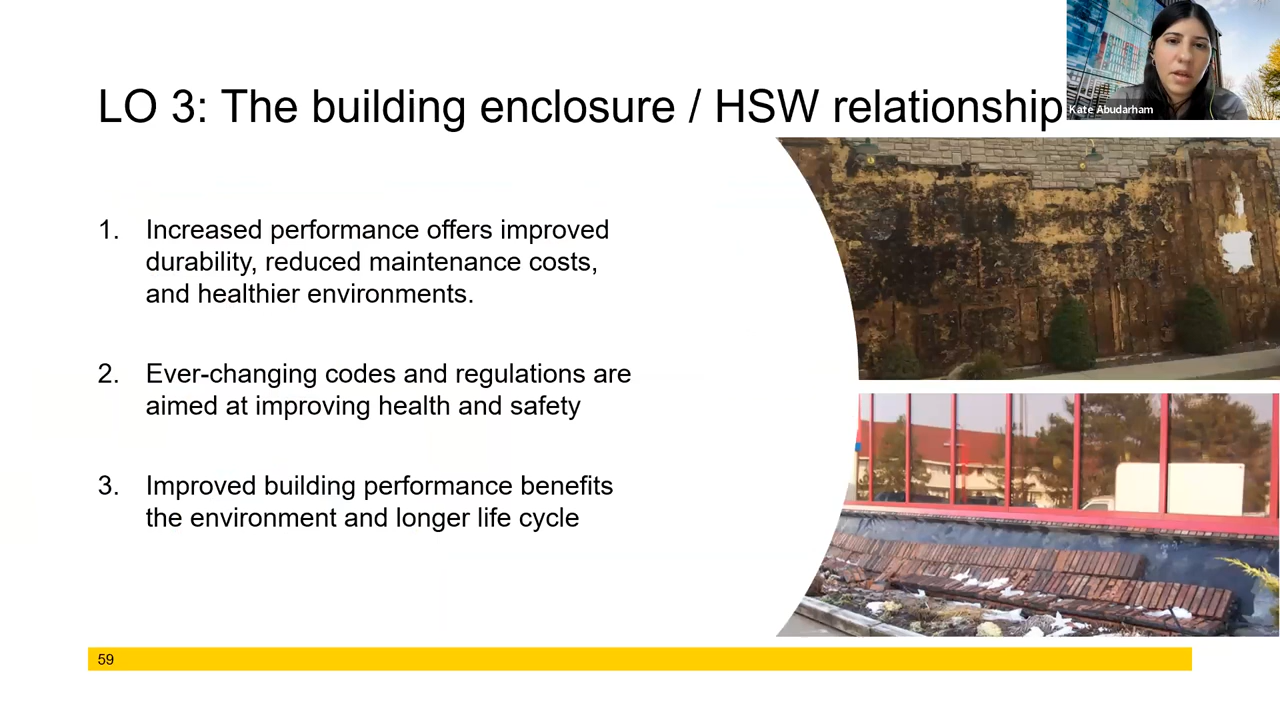 LO 3: The building enclosure / HSW relationship
Kate Abudarham
1. Increased performance offers improved
durability, reduced maintenance costs,
and healthier environments.
2. Ever-changing codes and regulations are
aimed at improving health and safety
3. Improved building performance benefits
the environment and longer life cycle
59